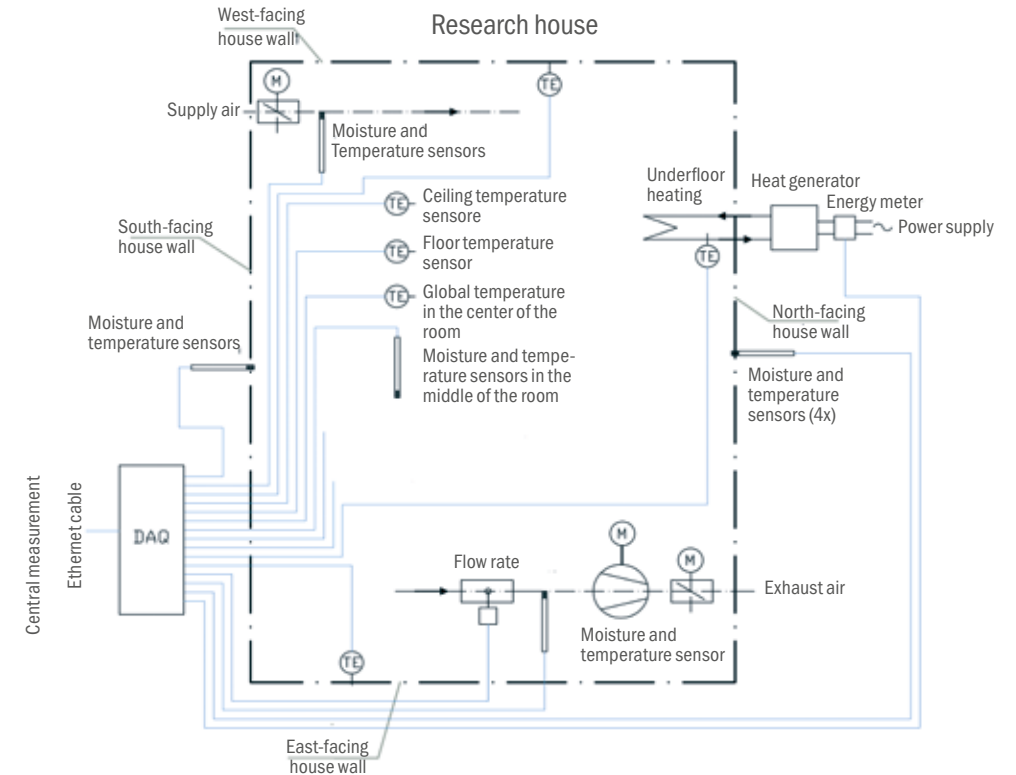 Research house
West-facing
house wall
Supply air
M
TE
Moisture and
Temperature sensors
TE
Ceiling temperature
sensore
TE
Floor temperature
sensor
TE
Global temperature
in the center of the
room
Moisture and tempe-
rature sensors in the
middle of the room
South-facing
house wall
Moisture and
temperature sensors
Underfloor
heating
Heat generator
Energy meter
Power supply
TE
North-facing
house wall
Moisture and
temperature
sensors (4x)
Central measurement
Ethernet cable
DAQ
Flow rate
M
M
Exhaust air
Moisture and
temperature sensor
TE
East-facing
house wall